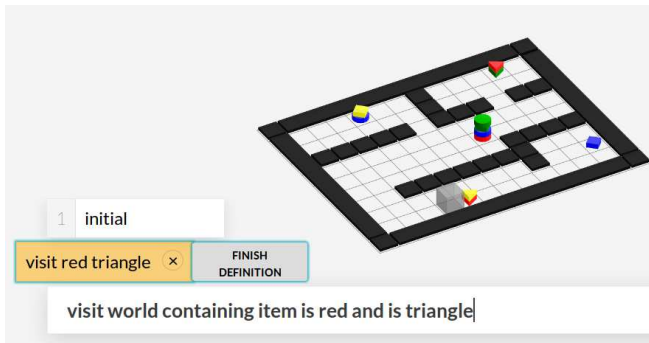 1 initial
visit red triangle ×
FINISH
DEFINITION
visit world containing item is red and is triangle